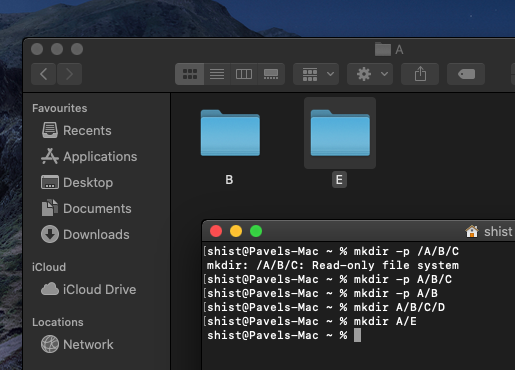 A
Favourites
Recents
Applications
Desktop
Documents
Downloads
iCloud
iCloud Drive
Locations
Network
B
E
shist
[shist@Pavels-Mac ~ % mkdir -p /A/B/C
mkdir: /A/B/C: Read-only file system
[shist@Pavels-Mac ~ % mkdir -p A/B/C
[shist@Pavels-Mac ~ % mkdir -p A/B
[shist@Pavels-Mac ~ % mkdir A/B/C/D
[shist@Pavels-Mac ~ % mkdir A/E
shist@Pavels-Mac ~ %